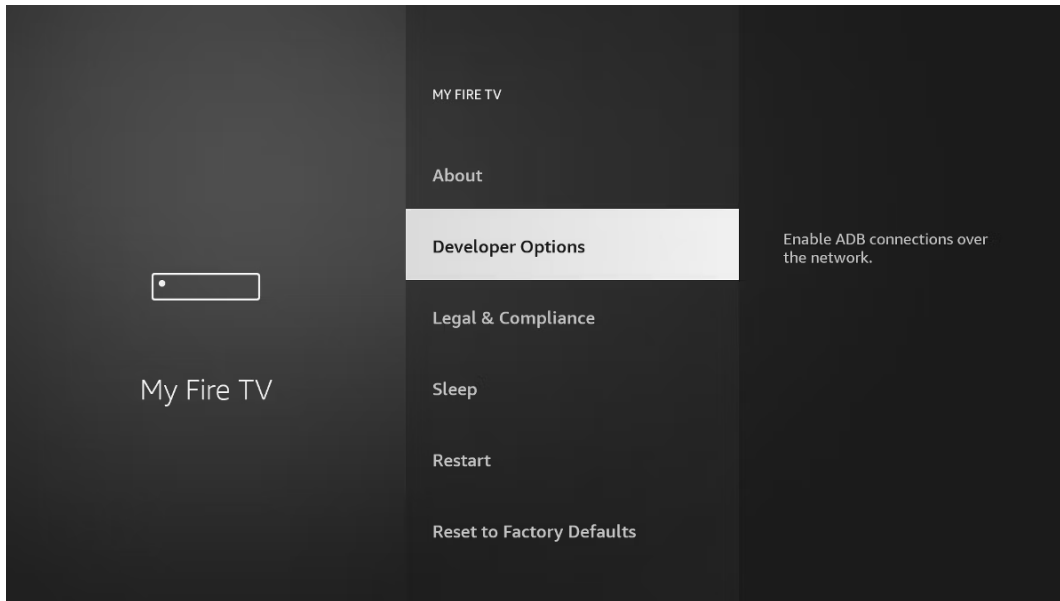 My Fire TV
MY FIRE TV
About
Developer Options
Legal & Compliance
Sleep
Restart
Reset to Factory Defaults
Enable ADB connections over
the network.